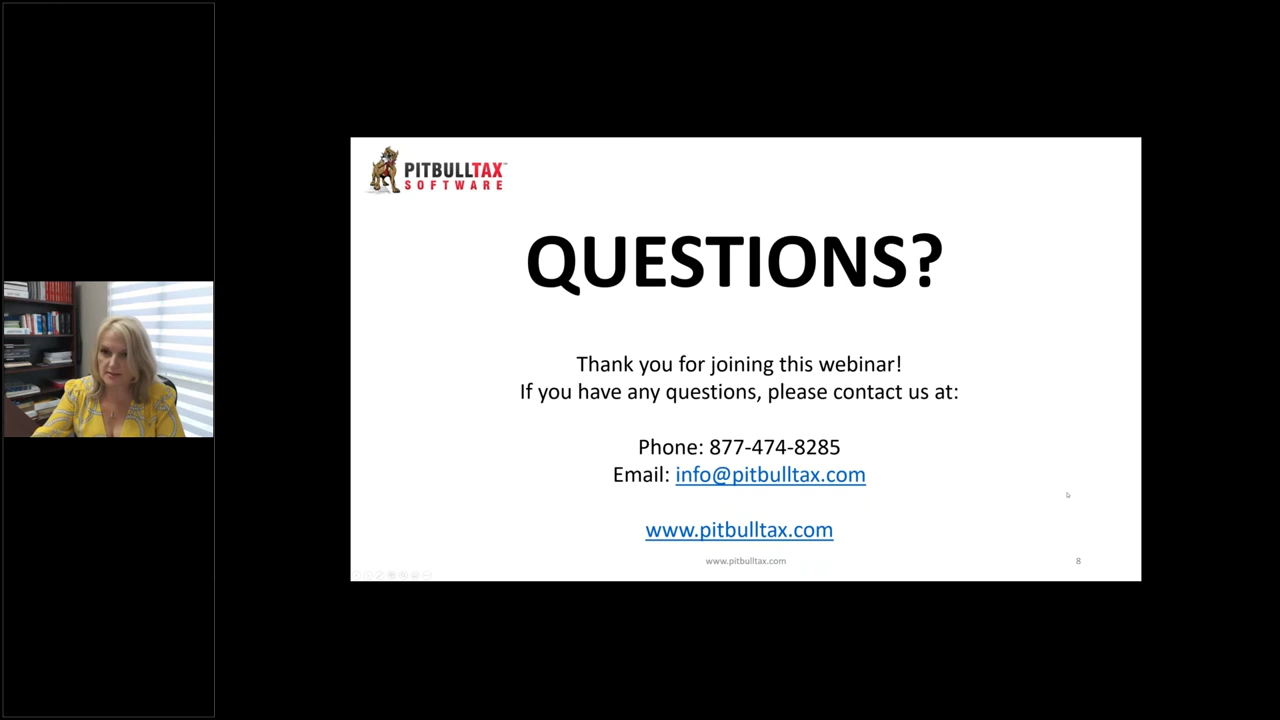 PITBULLTAX
SOFTWARE
QUESTIONS?
Thank you for joining this webinar!
If you have any questions, please contact us at:
Phone: 877-474-8285
Email: info@pitbulltax.com
www.pitbulltax.com
www.pitbulltax.com
8